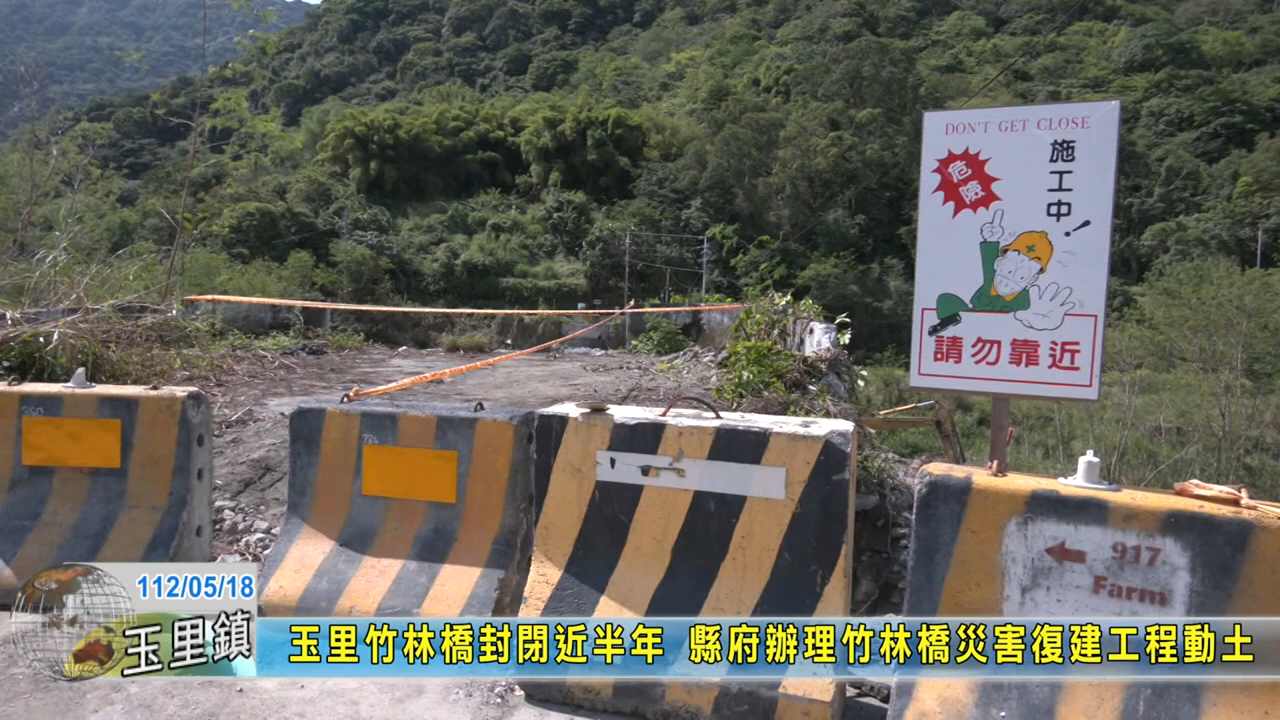 DON'T GET CLOSE
危險
施工中!
請勿靠近
350
784
917
Farm
112/05/18
玉里鎮
玉里竹林橋封閉近半年 縣府辦理竹林橋災害復建工程動土